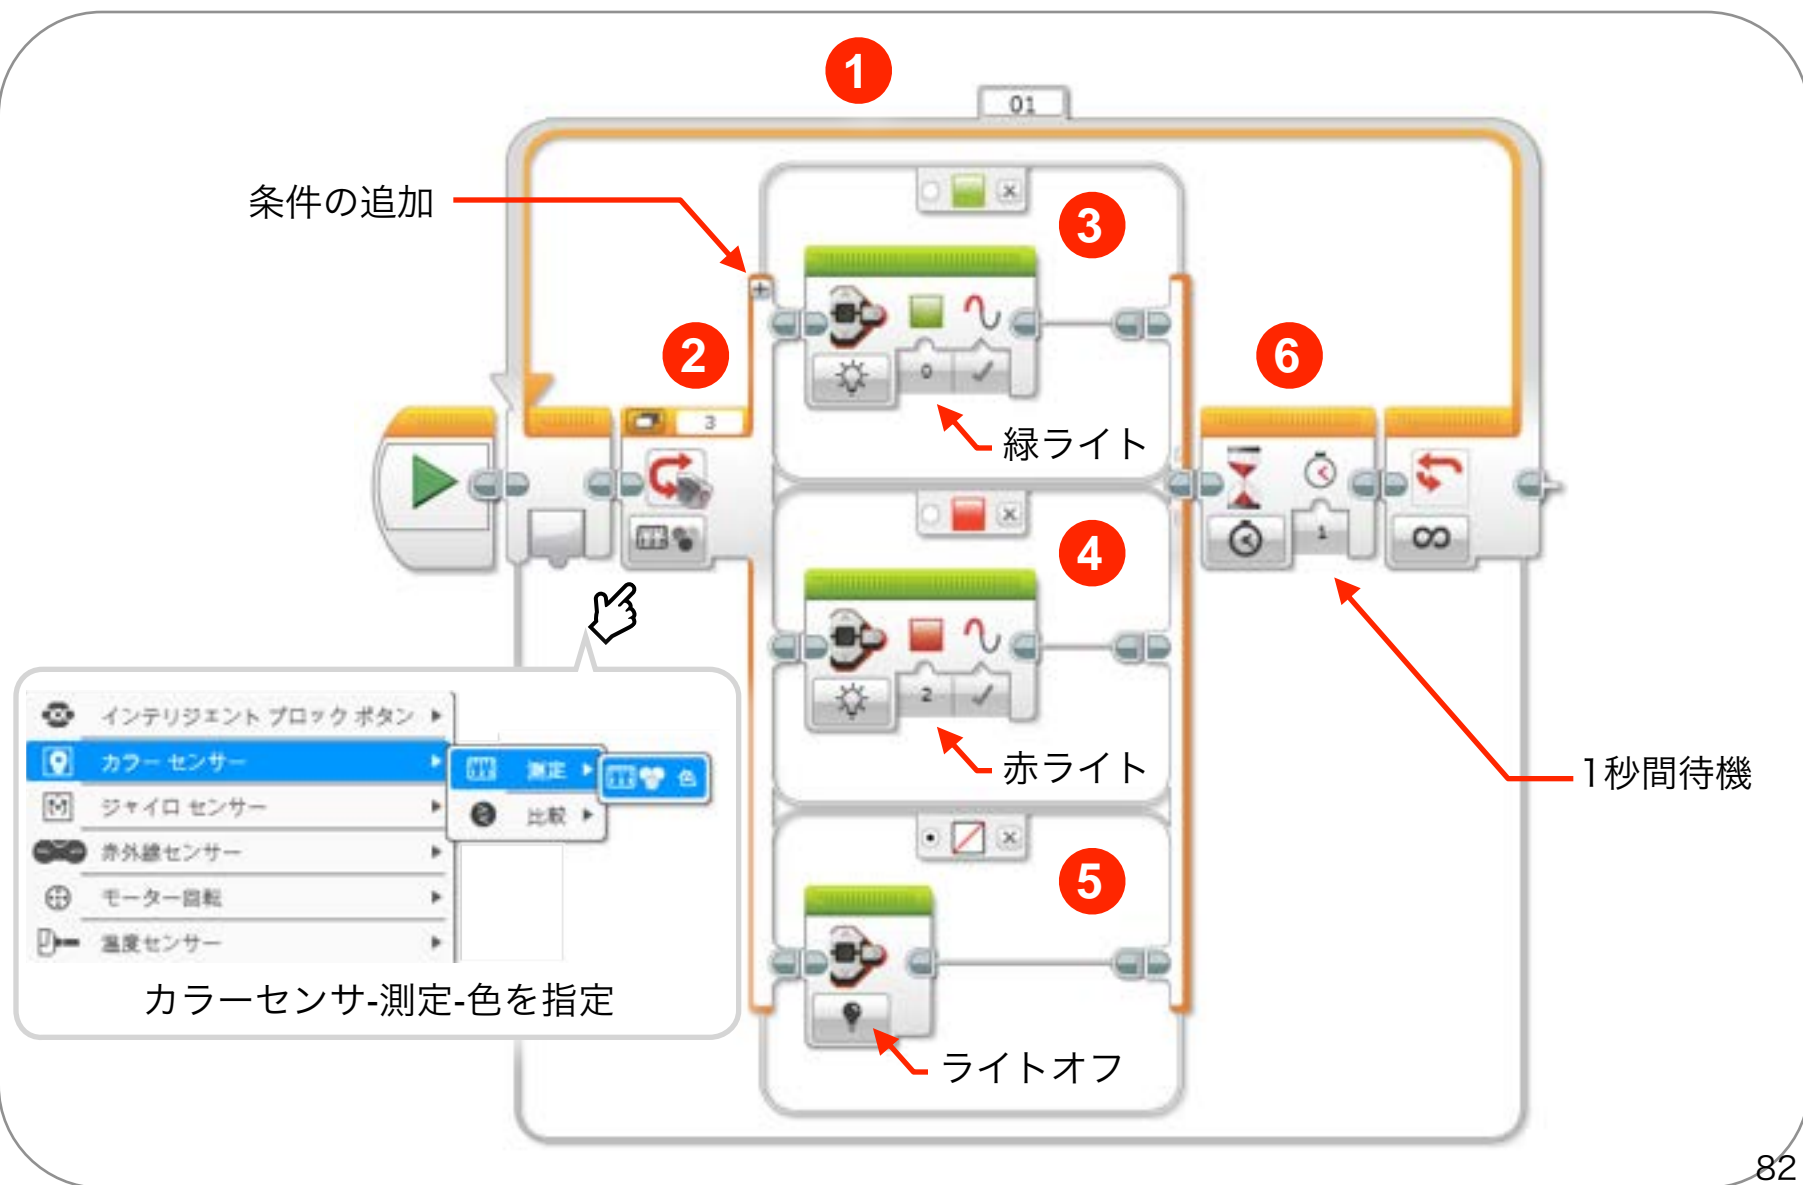 1
01
条件の追加
3
2
6
3
0
緑ライト
1
4
2
赤ライト
1秒間待機
インテリジェント ブロック ボタン
カラー センサー
測定
色
ジャイロ センサー
比較
赤外線センサー
モーター回転
温度センサー
カラーセンサ-測定-色を指定
5
ライトオフ
82